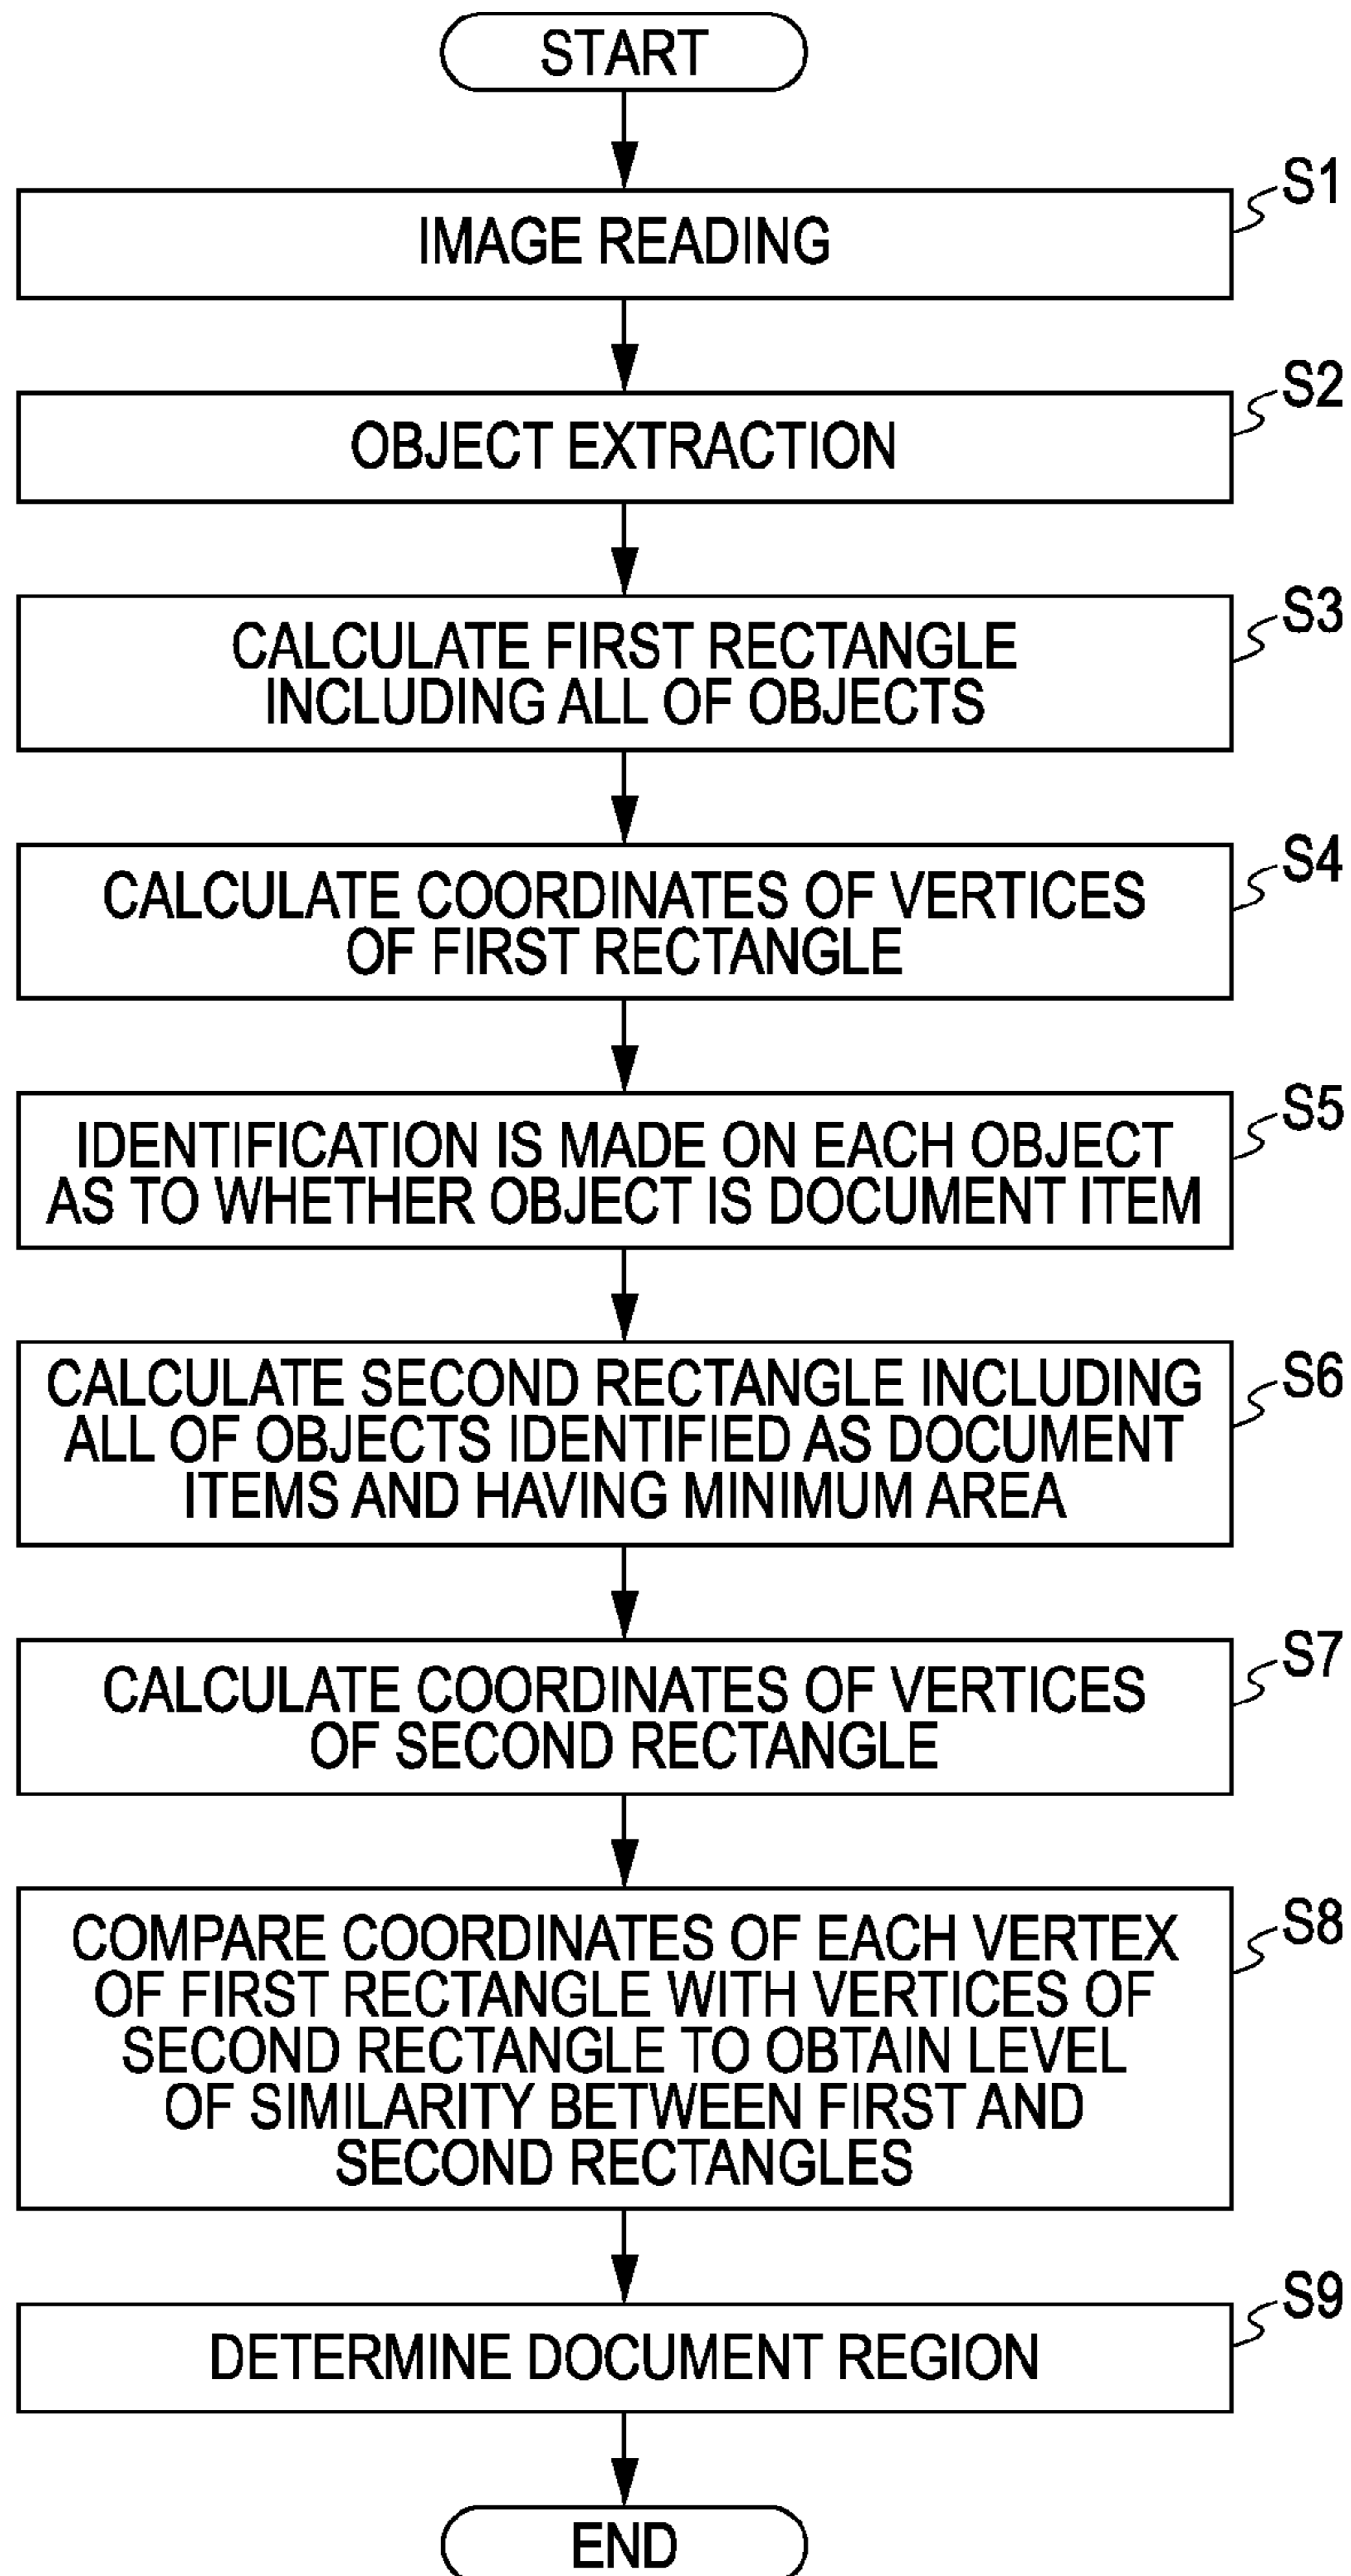 START
S1
IMAGE READING
S2
OBJECT EXTRACTION
S3
CALCULATE FIRST RECTANGLE
INCLUDING ALL OF OBJECTS
S4
CALCULATE COORDINATES OF VERTICES
OF FIRST RECTANGLE
S5
IDENTIFICATION IS MADE ON EACH OBJECT
AS TO WHETHER OBJECT IS DOCUMENT ITEM
S6
CALCULATE SECOND RECTANGLE INCLUDING
ALL OF OBJECTS IDENTIFIED AS DOCUMENT
ITEMS AND HAVING MINIMUM AREA
S7
CALCULATE COORDINATES OF VERTICES
OF SECOND RECTANGLE
S8
COMPARE COORDINATES OF EACH VERTEX
OF FIRST RECTANGLE WITH VERTICES OF
SECOND RECTANGLE TO OBTAIN LEVEL
OF SIMILARITY BETWEEN FIRST AND
SECOND RECTANGLES
S9
DETERMINE DOCUMENT REGION
END